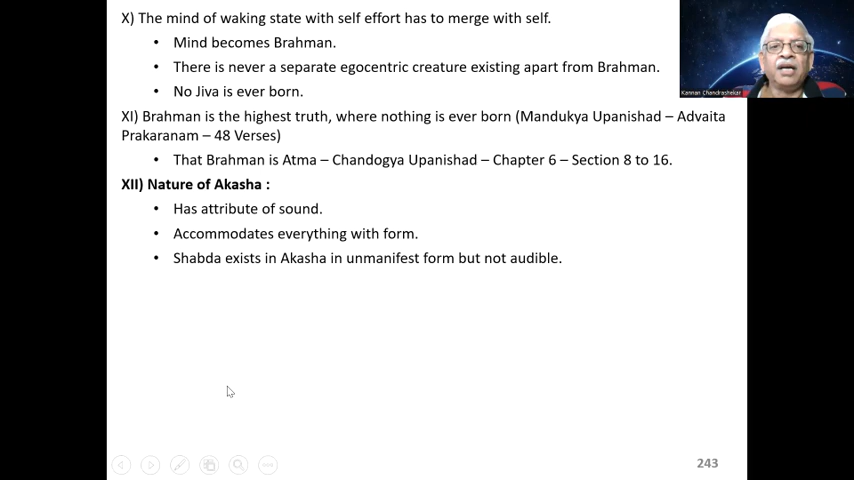 X) The mind of waking state with self effort has to merge with self.
• Mind becomes Brahman.
• There is never a separate egocentric creature existing apart from Brahman.
• No Jiva is ever born.
XI) Brahman is the highest truth, where nothing is ever born (Mandukya Upanishad – Advaita
Prakaranam – 48 Verses)
• That Brahman is Atma – Chandogya Upanishad – Chapter 6 – Section 8 to 16.
XII) Nature of Akasha :
• Has attribute of sound.
• Accommodates everything with form.
• Shabda exists in Akasha in unmanifest form but not audible.
Kannan Chandrashekar
243